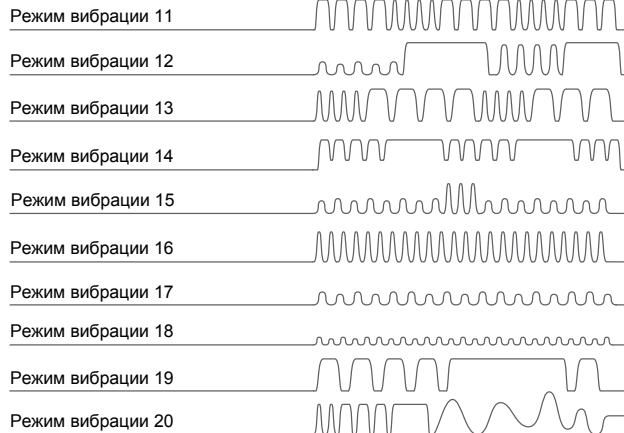 Режим вибрации 11
Режим вибрации 12
Режим вибрации 13
Режим вибрации 14
Режим вибрации 15
Режим вибрации 16
Режим вибрации 17
Режим вибрации 18
Режим вибрации 19
Режим вибрации 20